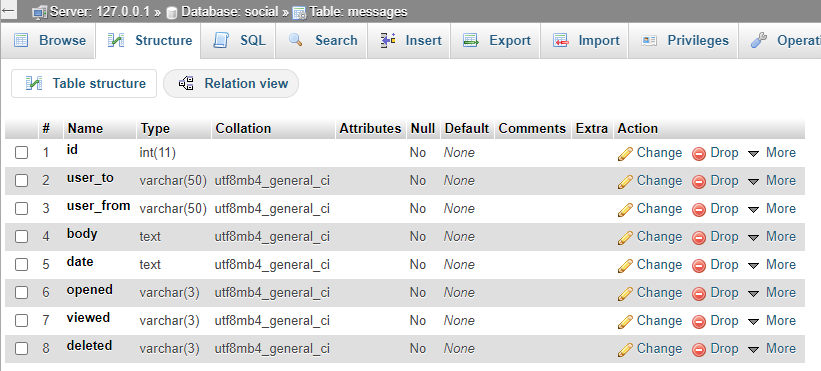 Server: 127.0.0.1 » Database: social » Table: messages
Browse Structure SQL Search Insert Export Import Privileges Operati
Table structure Relation view
# Name Type Collation Attributes Null Default Comments Extra Action
1 id int(11) No None Change Drop More
2 user_to varchar(50) utf8mb4_general_ci No None Change Drop More
3 user_from varchar(50) utf8mb4_general_ci No None Change Drop More
4 body text utf8mb4_general_ci No None Change Drop More
5 date text utf8mb4_general_ci No None Change Drop More
6 opened varchar(3) utf8mb4_general_ci No None Change Drop More
7 viewed varchar(3) utf8mb4_general_ci No None Change Drop More
8 deleted varchar(3) utf8mb4_general_ci No None Change Drop More